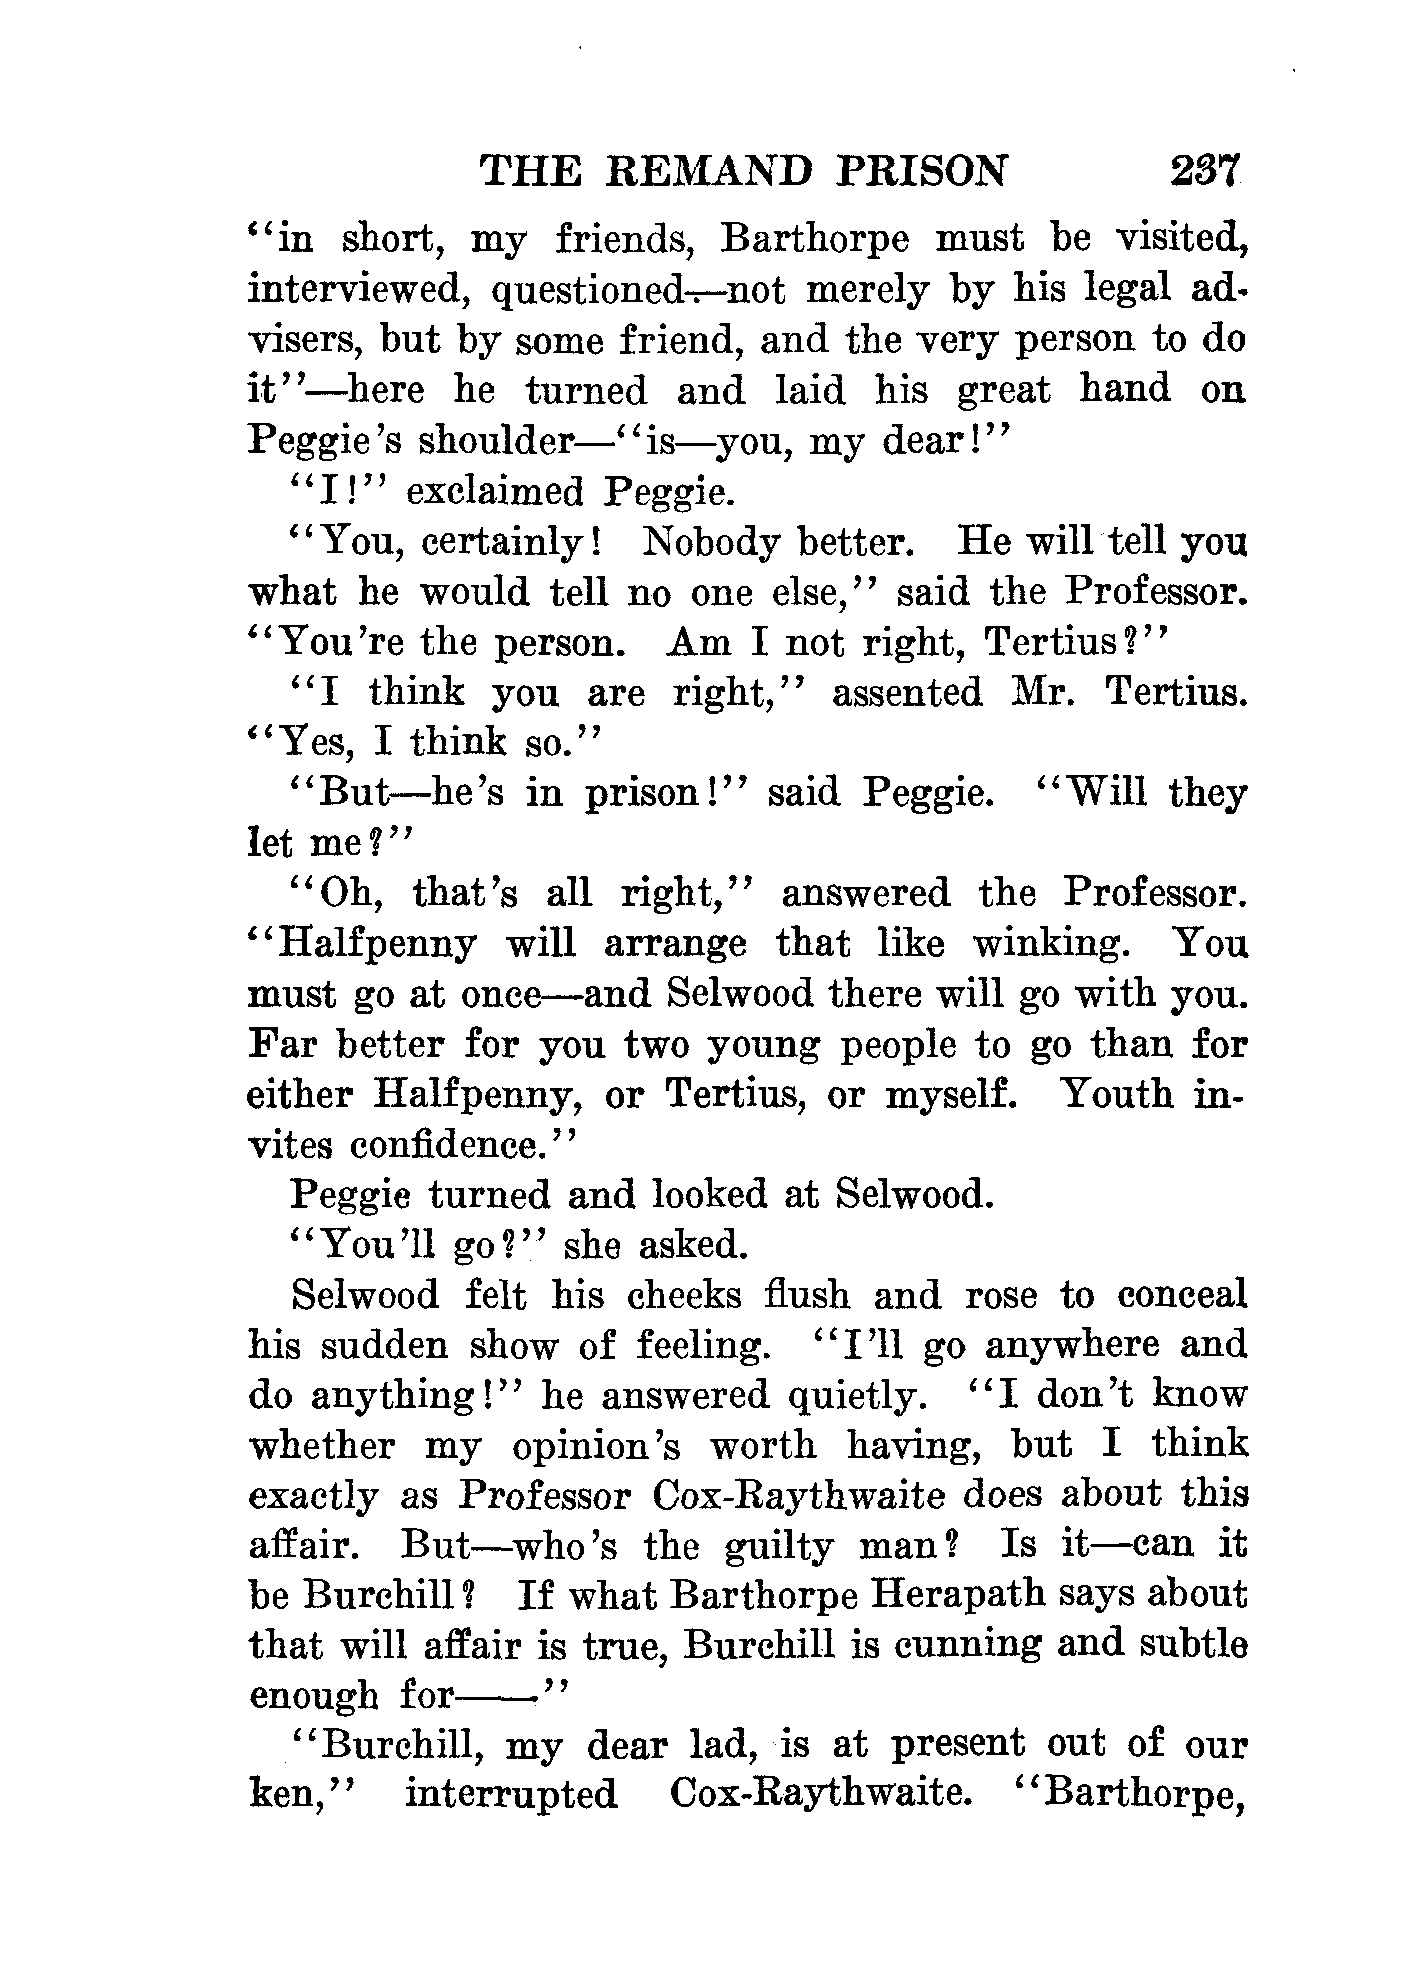 THE REMAND PRISON 237
"in short, my friends, Barthorpe must be visited,
interviewed, questioned—not merely by his legal ad-
visers, but by some friend, and the very person to do
it"—here he turned and laid his great hand on
Peggie's shoulder—"is—you, my dear!"
"I!" exclaimed Peggie.
"You, certainly! Nobody better. He will tell you
what he would tell no one else," said the Professor.
"You're the person. Am I not right, Tertius?"
"I think you are right," assented Mr. Tertius.
"Yes, I think so."
"But—he's in prison!" said Peggie. "Will they
let me?"
"Oh, that's all right," answered the Professor.
"Halfpenny will arrange that like winking. You
must go at once—and Selwood there will go with you.
Far better for you two young people to go than for
either Halfpenny, or Tertius, or myself. Youth in-
vites confidence."
Peggie turned and looked at Selwood.
"You'll go?" she asked.
Selwood felt his cheeks flush and rose to conceal
his sudden show of feeling. "I'll go anywhere and
do anything!" he answered quietly. "I don't know
whether my opinion's worth having, but I think
exactly as Professor Cox-Raythwaite does about this
affair. But—who's the guilty man? Is it—can it
be Burchill? If what Barthorpe Herapath says about
that will affair is true, Burchill is cunning and subtle
enough for——"
"Burchill, my dear lad, is at present out of our
ken," interrupted Cox-Raythwaite. "Barthorpe,